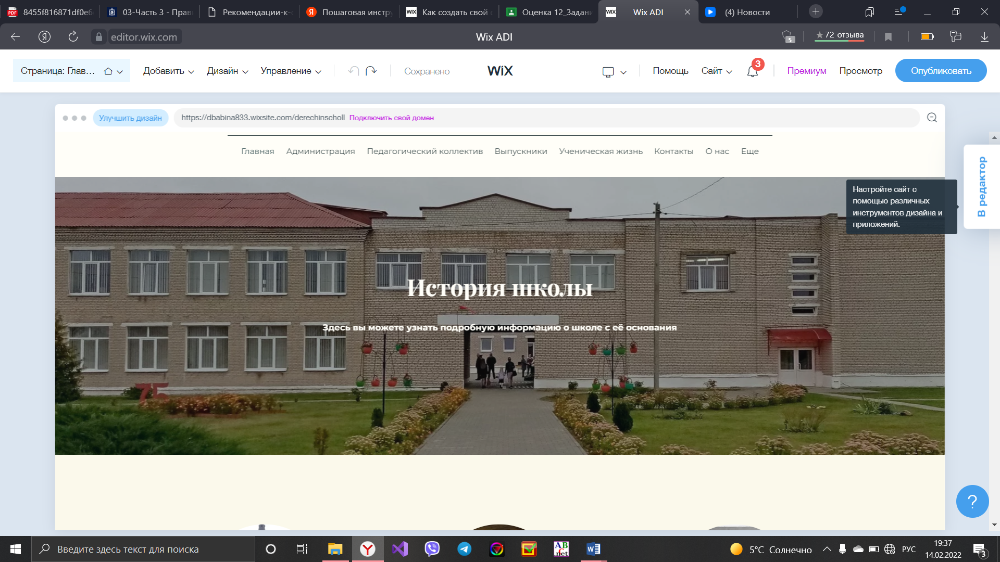 8455f816871df0e6
03-Часть 3 - Прав
Рекомендации-к-
Пошаговая инстру
Как создать свой
Оценка 12_Задани
Wix ADI
(4) Новости
editor.wix.com
Wix ADI
5
★72 отзыва
Страница: Глав...
Добавить
Дизайн
Управление
Сохранено
WiX
Помощь
Сайт
3
Премиум
Просмотр
Опубликовать
Улучшить дизайн
https://dbabina833.wixsite.com/derechinscholl
Подключить свой домен
Главная Администрация Педагогический коллектив Выпускники Ученическая жизнь Контакты О нас Еще
В редактор
Настройте сайт с
помощью различных
инструментов дизайна и
приложений.
История школы
Здесь вы можете узнать подробную информацию о школе с её основания
75
?
Введите здесь текст для поиска
5°C Солнечно
РУС
19:37
14.02.2022
3